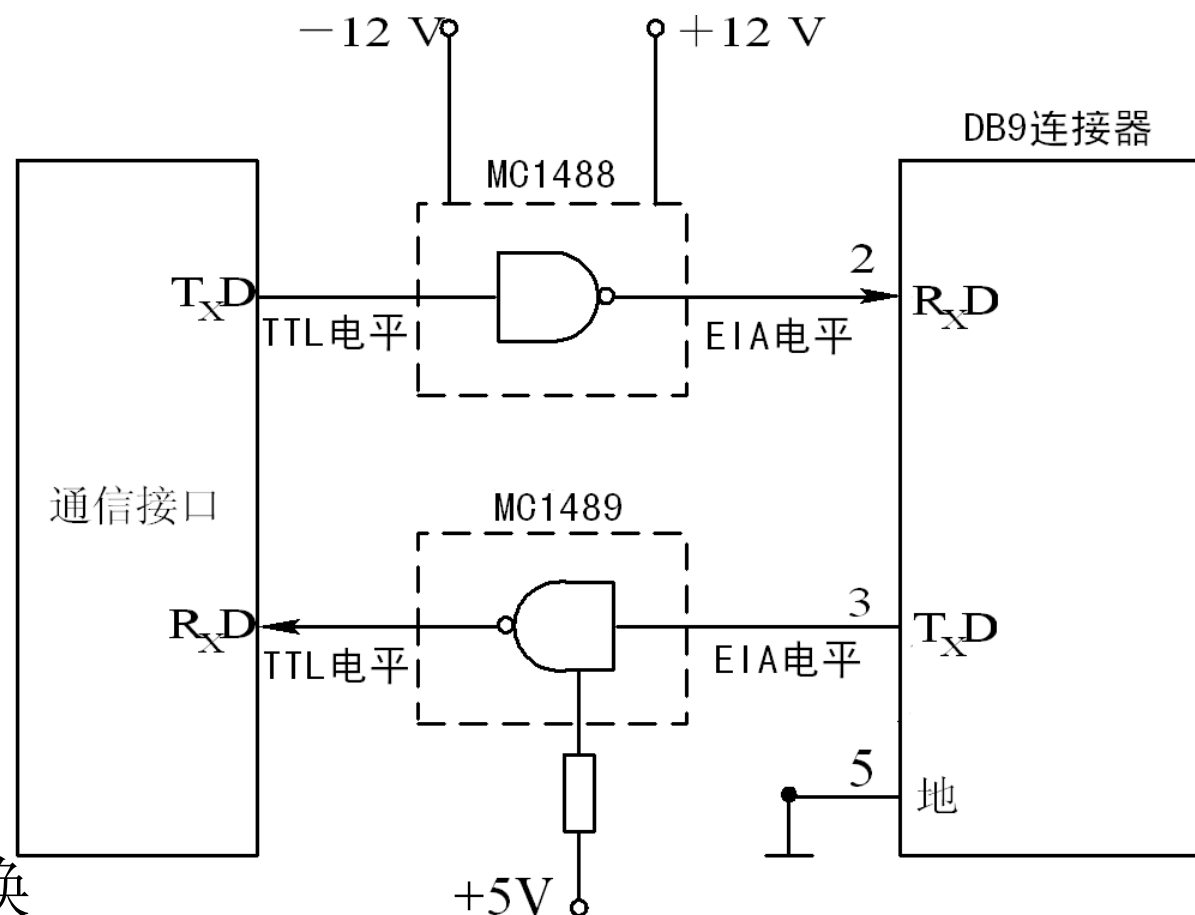 −12 V
+12 V
DB9连接器
MC1488
TXD
TTL电平
EIA电平
2
RXD
通信接口
MC1489
RXD
TTL电平
EIA电平
3
TXD
5
地
+5V
换